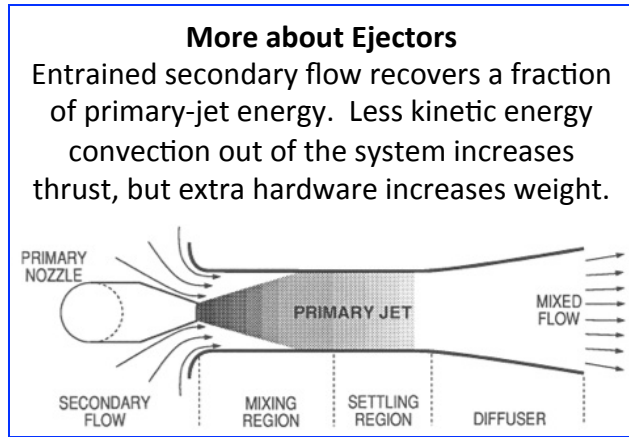 More about Ejectors
Entrained secondary flow recovers a fraction
of primary-jet energy.  Less kinetic energy
convection out of the system increases
thrust, but extra hardware increases weight.
PRIMARY
NOZZLE
PRIMARY JET
MIXED
FLOW
SECONDARY
FLOW
MIXING
REGION
SETTLING
REGION
DIFFUSER